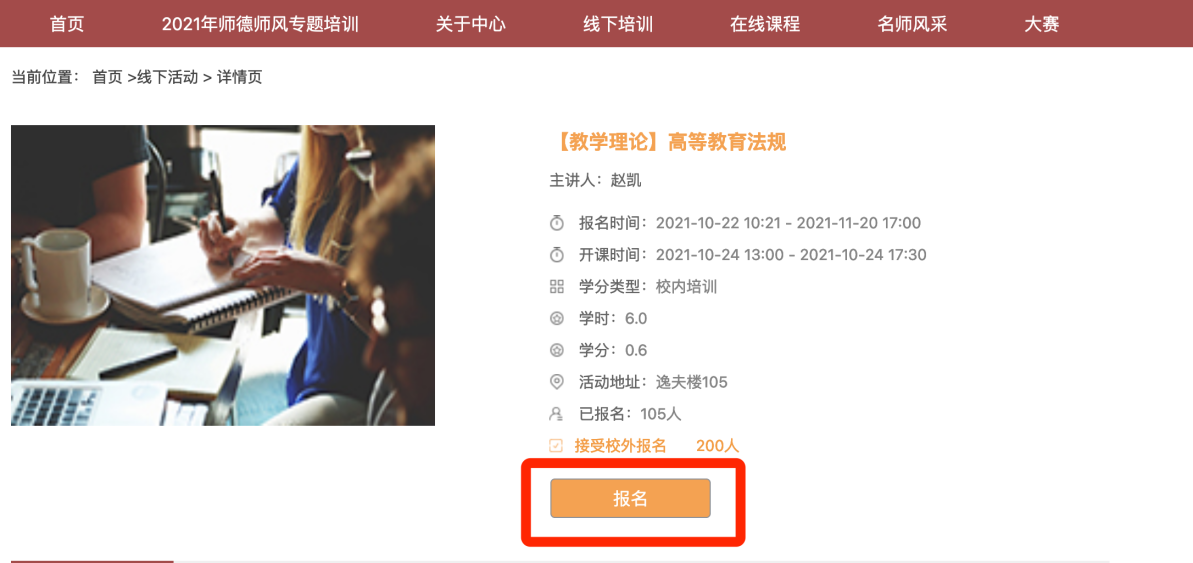 首页 2021年师德师风专题培训 关于中心 线下培训 在线课程 名师风采 大赛
当前位置： 首页 >线下活动 > 详情页
【教学理论】高等教育法规
主讲人：赵凯
报名时间：2021-10-22 10:21 - 2021-11-20 17:00
开课时间：2021-10-24 13:00 - 2021-10-24 17:30
学分类型：校内培训
学时：6.0
学分：0.6
活动地址：逸夫楼105
已报名：105人
接受校外报名 200人
报名